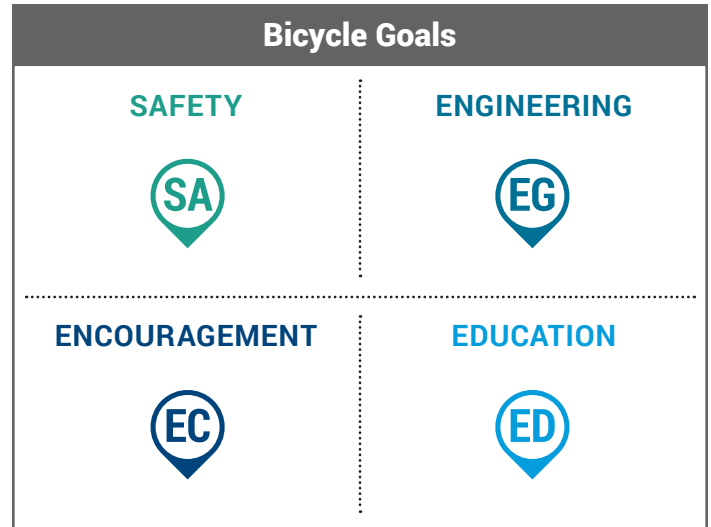 Bicycle Goals
SAFETY
SA
ENGINEERING
EG
ENCOURAGEMENT
EC
EDUCATION
ED